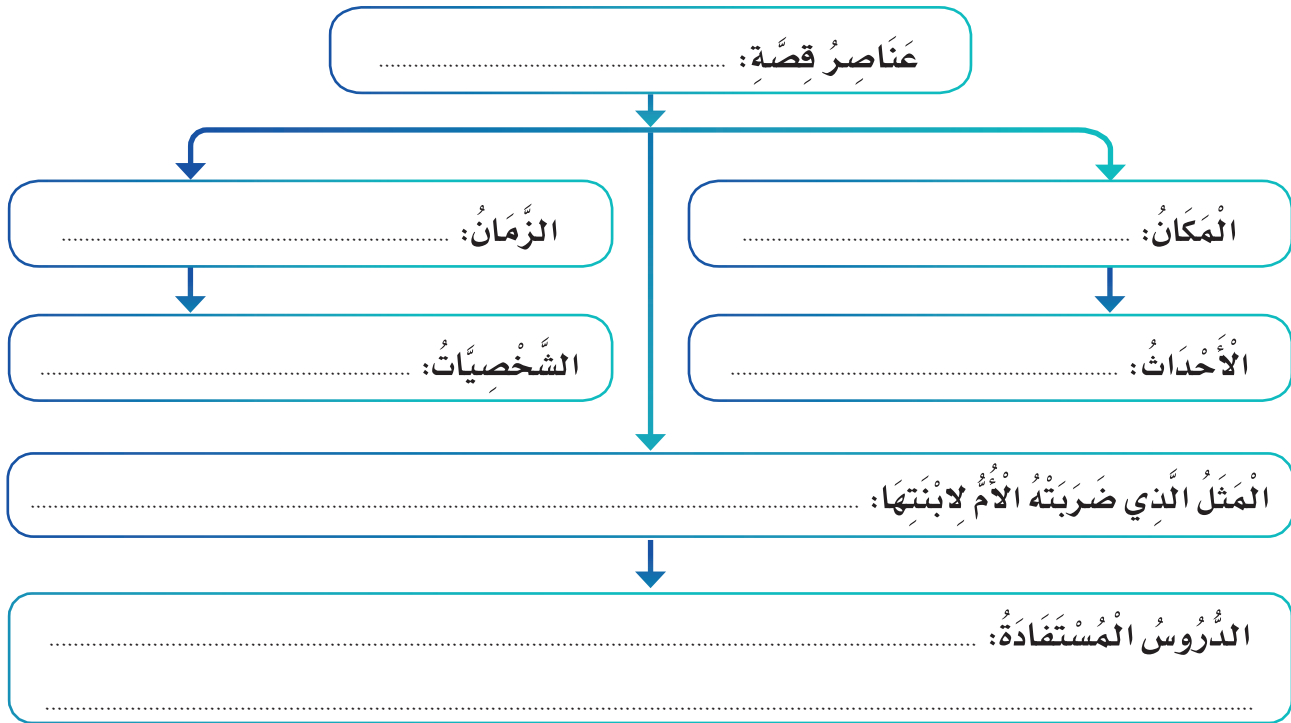 عَنَاصِرُ قِصَّةِ: ............................................................
الْمَكَانُ: ............................................................
الزَّمَانُ: ............................................................
الْأَحْدَاثُ: ............................................................
الشَّخْصِيَّاتُ: ............................................................
الْمَثَلُ الَّذِي ضَرَبَتْهُ الْأُمُّ لِابْنَتِهَا: ............................................................
الدُّرُوسُ الْمُسْتَفَادَةُ: ............................................................
............................................................